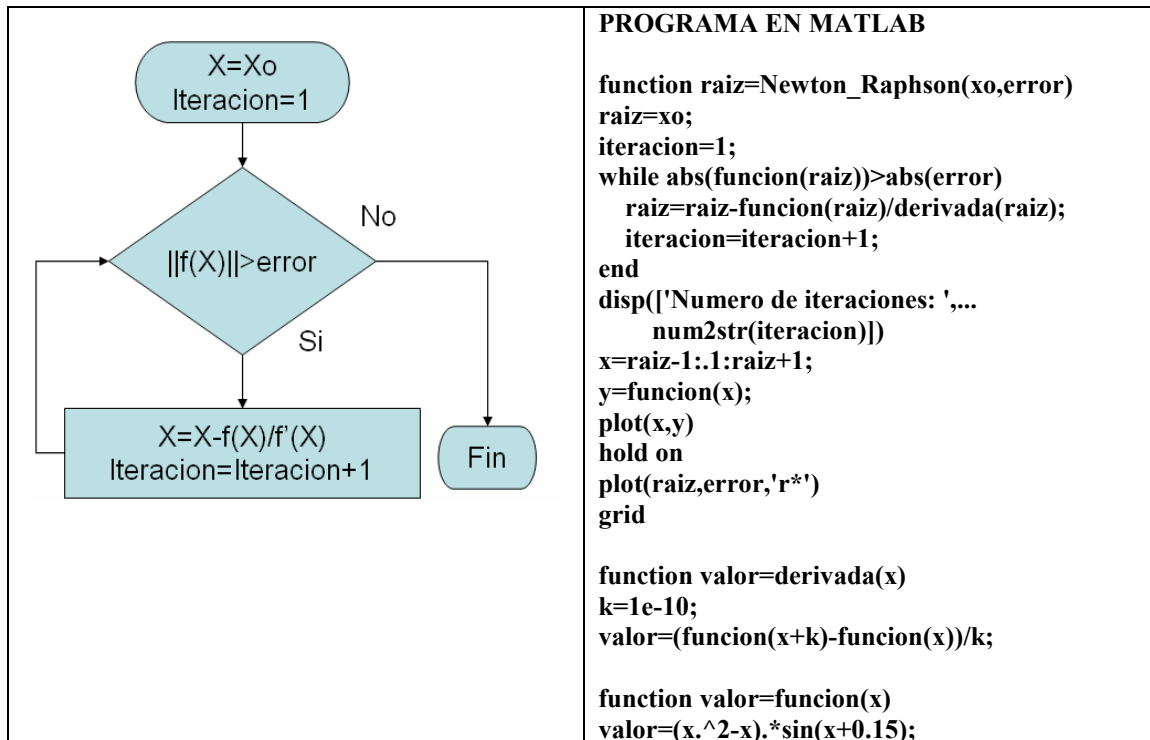 X=Xo
Iteracion=1
||f(X)||>error
No
Si
X=X-f(X)/f'(X)
Iteracion=Iteracion+1
Fin
PROGRAMA EN MATLAB
function raiz=Newton_Raphson(xo,error)
raiz=xo;
iteracion=1;
while abs(funcion(raiz))>abs(error)
raiz=raiz-funcion(raiz)/derivada(raiz);
iteracion=iteracion+1;
end
disp(['Numero de iteraciones: ',...
num2str(iteracion)])
x=raiz-1:.1:raiz+1;
y=funcion(x);
plot(x,y)
hold on
plot(raiz,error,'r*')
grid
function valor=derivada(x)
k=1e-10;
valor=(funcion(x+k)-funcion(x))/k;
function valor=funcion(x)
valor=(x.^2-x).*sin(x+0.15);